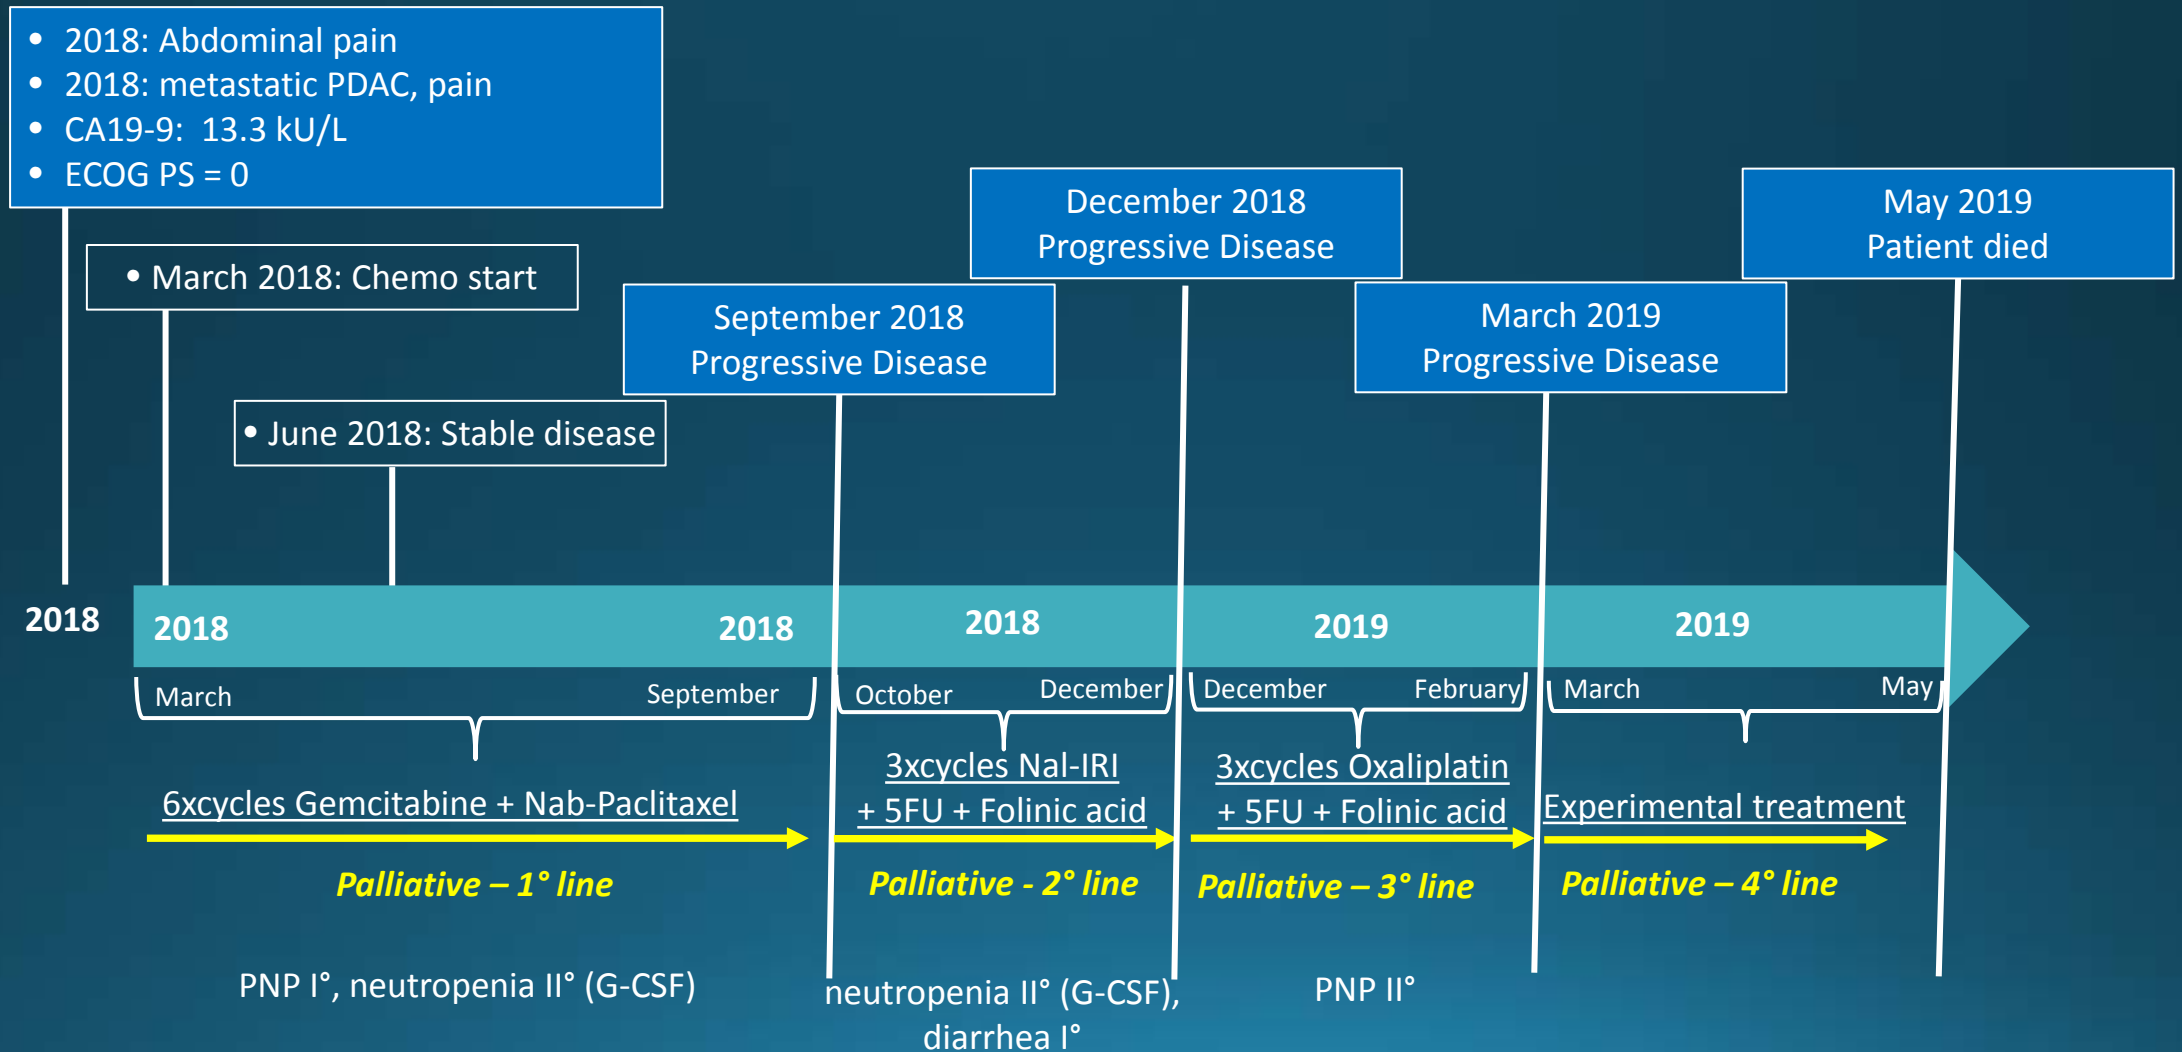 • 2018: Abdominal pain
• 2018: metastatic PDAC, pain
• CA19-9:  13.3 kU/L
• ECOG PS = 0
• March 2018: Chemo start
• June 2018: Stable disease
September 2018
Progressive Disease
December 2018
Progressive Disease
March 2019
Progressive Disease
May 2019
Patient died
2018
2018
2018
2018
2019
2019
March
September
October
December
December
February
March
May
6xcycles Gemcitabine + Nab-Paclitaxel
3xcycles Nal-IRI
+ 5FU + Folinic acid
3xcycles Oxaliplatin
+ 5FU + Folinic acid
Experimental treatment
Palliative – 1° line
Palliative - 2° line
Palliative – 3° line
Palliative – 4° line
PNP I°, neutropenia II° (G-CSF)
neutropenia II° (G-CSF),
diarrhea I°
PNP II°